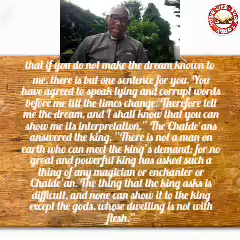 that if you do not make the dream known to
me, there is but one sentence for you. You
have agreed to speak lying and corrupt words
before me till the times change. Therefore tell
me the dream, and I shall know that you can
show me its interpretation." The Chalde'ans
answered the king, "There is not a man on
earth who can meet the king's demand; for no
great and powerful king has asked such a
thing of any magician or enchanter or
Chalde'an. The thing that the king asks is
difficult, and none can show it to the king
except the gods, whose dwelling is not with
flesh."